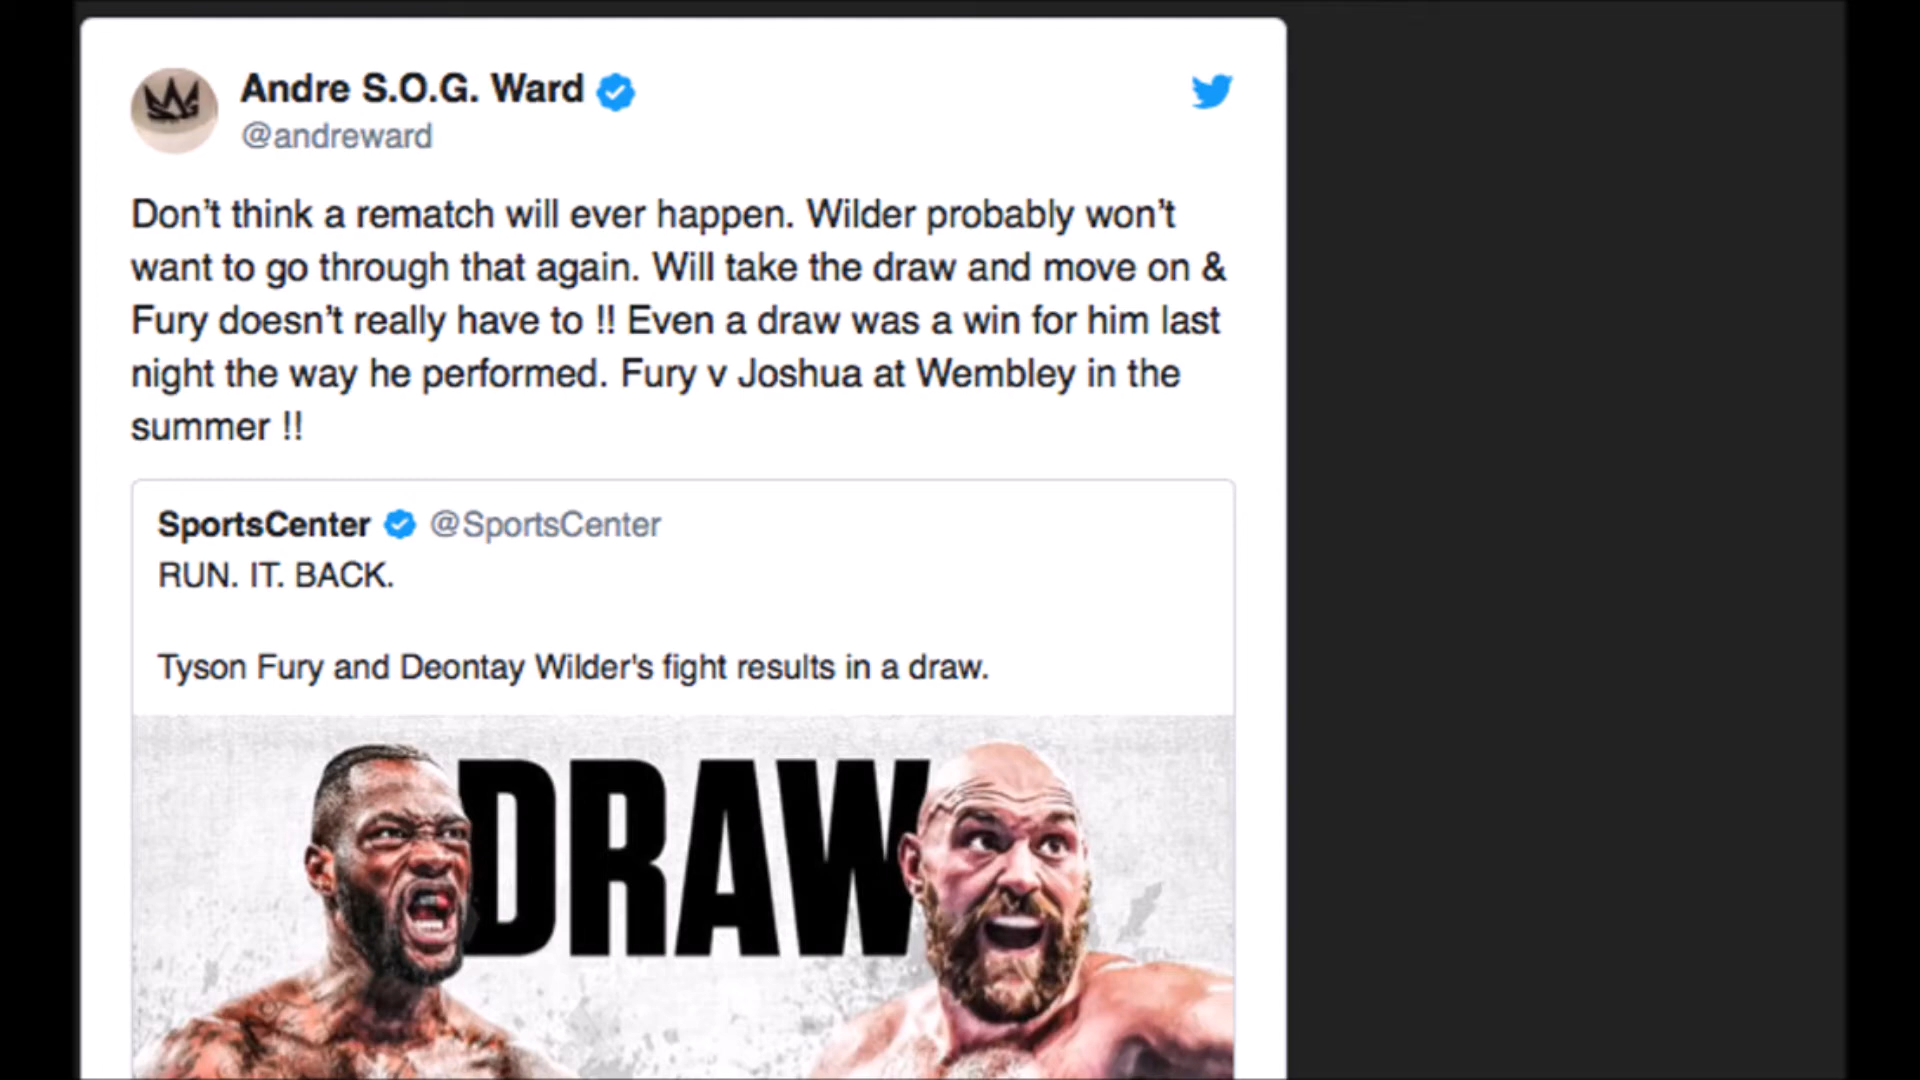 Andre S.O.G. Ward
@andreward
Don't think a rematch will ever happen. Wilder probably won't
want to go through that again. Will take the draw and move on &
Fury doesn't really have to !! Even a draw was a win for him last
night the way he performed. Fury v Joshua at Wembley in the
summer !!
SportsCenter @SportsCenter
RUN. IT. BACK.
Tyson Fury and Deontay Wilder's fight results in a draw.
DRAW